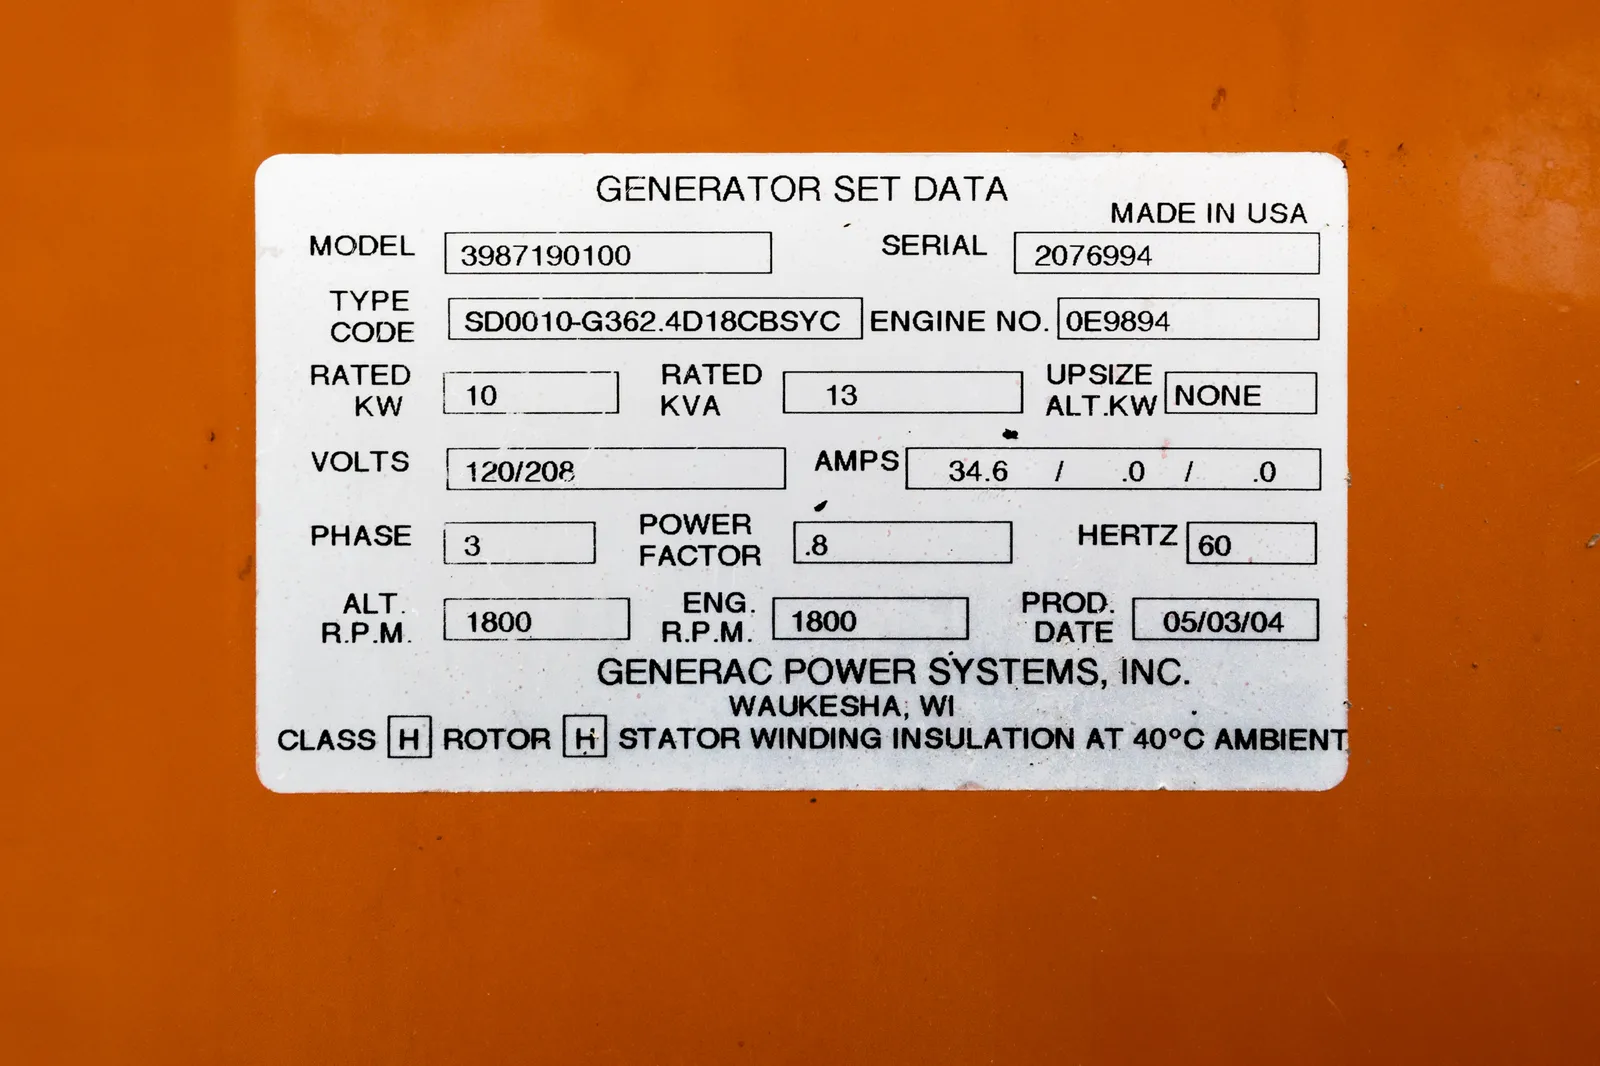 GENERATOR SET DATA
MADE IN USA
MODEL 3987190100 SERIAL 2076994
TYPE CODE SD0010-G362.4D18CBSYC ENGINE NO. 0E9894
RATED KW 10 RATED KVA 13 UPSIZE ALT.KW NONE
VOLTS 120/208 AMPS 34.6 / .0 / .0
PHASE 3 POWER FACTOR .8 HERTZ 60
ALT. R.P.M. 1800 ENG. R.P.M. 1800 PROD. DATE 05/03/04
GENERAC POWER SYSTEMS, INC.
WAUKESHA, WI
CLASS H ROTOR H STATOR WINDING INSULATION AT 40°C AMBIENT